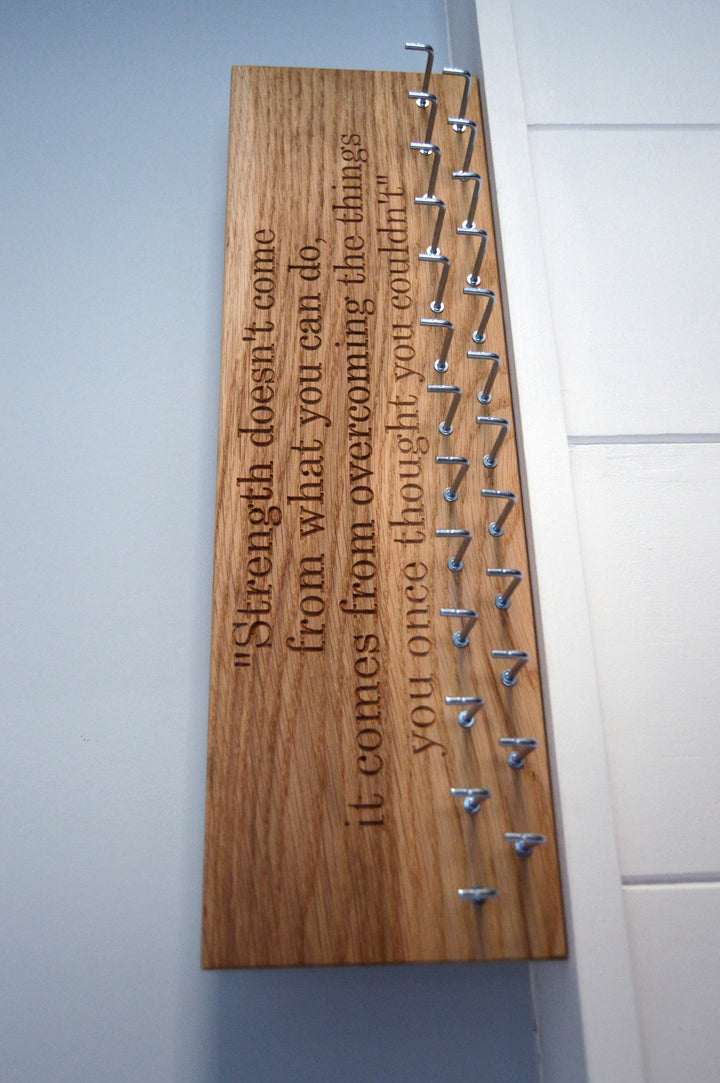 "Strength doesn't come
from what you can do,
it comes from overcoming the things
you once thought you couldn't"